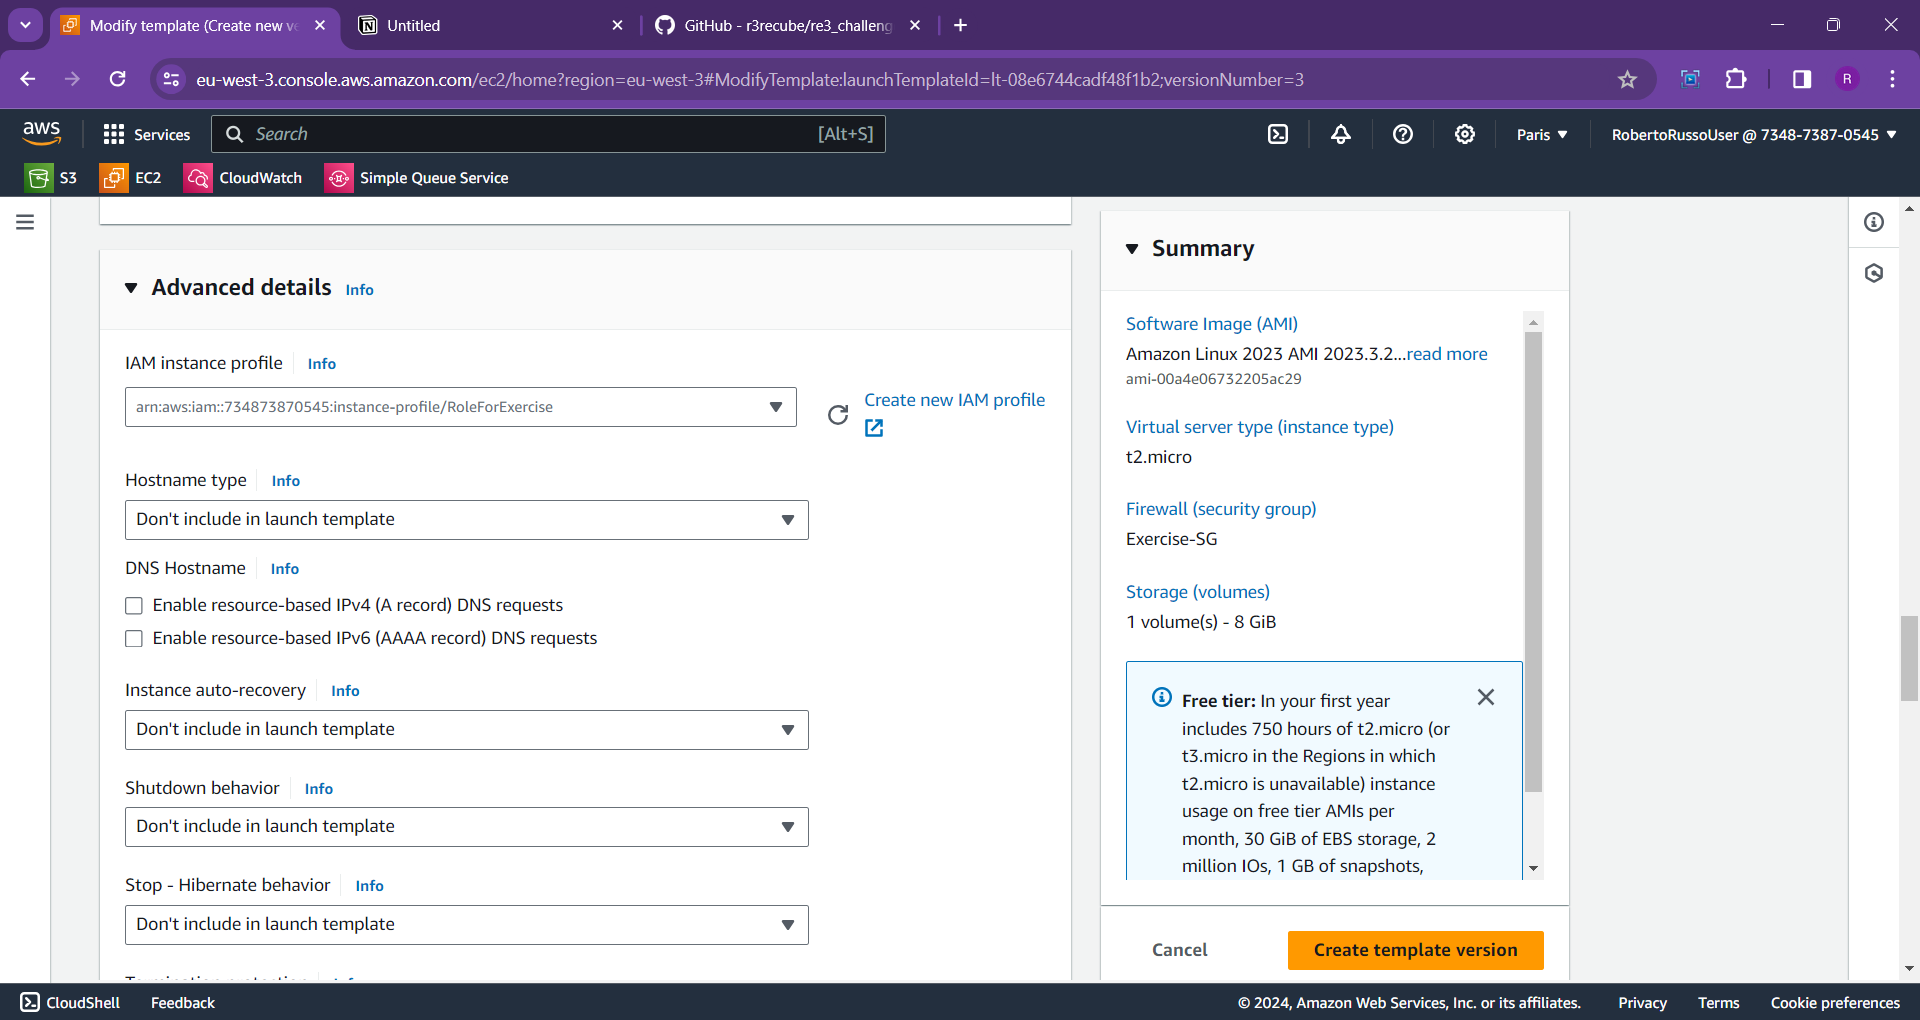 Modify template (Create new ve
Untitled
GitHub - r3recube/re3_challeng
eu-west-3.console.aws.amazon.com/ec2/home?region=eu-west-3#ModifyTemplate:launchTemplateId=lt-08e6744cadf48f1b2;versionNumber=3
R
aws
Services
Search
[Alt+S]
Paris
RobertoRussoUser @ 7348-7387-0545
S3
EC2
CloudWatch
Simple Queue Service
Advanced details Info
IAM instance profile Info
arn:aws:iam::734873870545:instance-profile/RoleForExercise
Create new IAM profile
Hostname type Info
Don't include in launch template
DNS Hostname Info
Enable resource-based IPv4 (A record) DNS requests
Enable resource-based IPv6 (AAAA record) DNS requests
Instance auto-recovery Info
Don't include in launch template
Shutdown behavior Info
Don't include in launch template
Stop - Hibernate behavior Info
Don't include in launch template
Summary
Software Image (AMI)
Amazon Linux 2023 AMI 2023.3.2...read more
ami-00a4e06732205ac29
Virtual server type (instance type)
t2.micro
Firewall (security group)
Exercise-SG
Storage (volumes)
1 volume(s) - 8 GiB
Free tier: In your first year
includes 750 hours of t2.micro (or
t3.micro in the Regions in which
t2.micro is unavailable) instance
usage on free tier AMIs per
month, 30 GiB of EBS storage, 2
million IOs, 1 GB of snapshots,
Cancel
Create template version
CloudShell
Feedback
© 2024, Amazon Web Services, Inc. or its affiliates.
Privacy
Terms
Cookie preferences